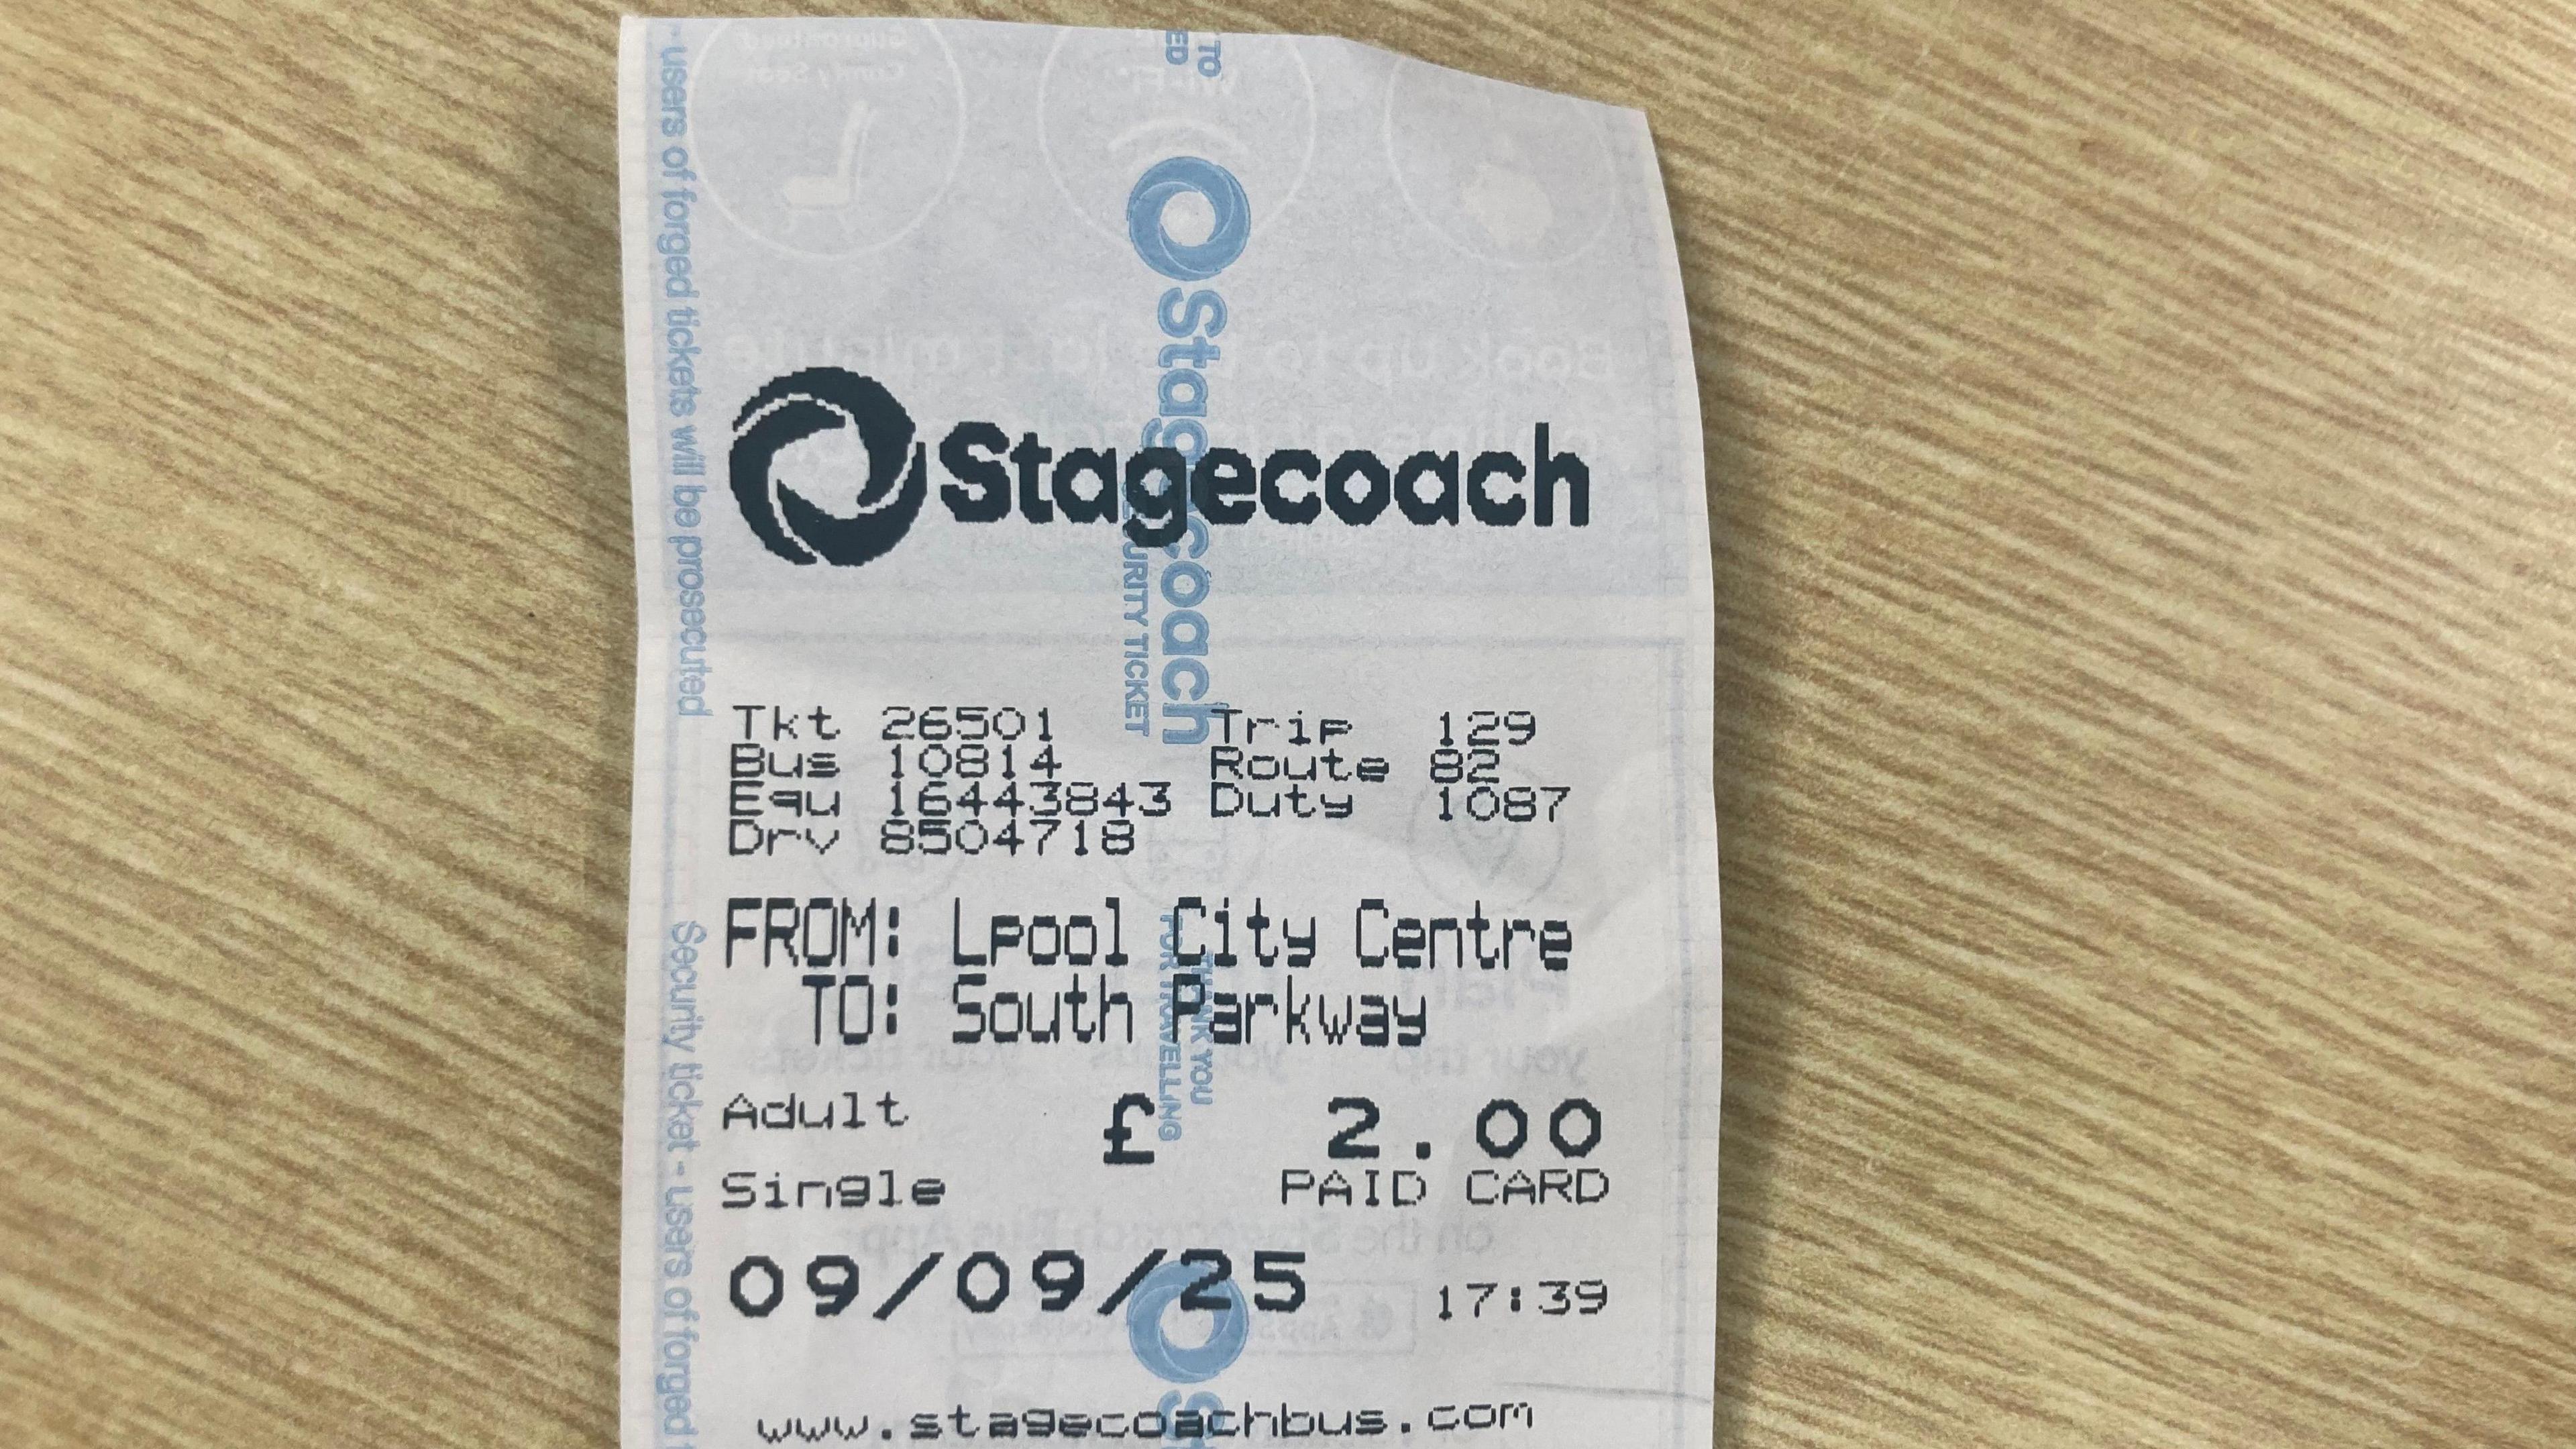 TO
ED
Stagecoach
SECURITY TICKET
- users of forged tickets will be prosecuted
Stagecoach
Tkt 26501 Trip 129
Bus 10814 Route 82
Equ 16443843 Duty 1087
Drv 8504718
FROM: Lpool City Centre
TO: South Parkway
THANK YOU
FOR TRAVELLING
Adult £ 2.00
Single PAID CARD
09/09/25 17:39
Security ticket - users of forged
www.stagecoachbus.com